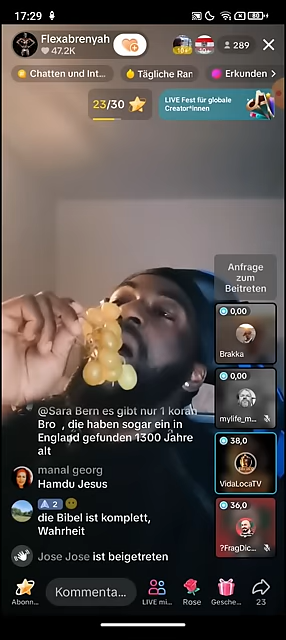 17:29
80
Flexabrenyah
47.2K
289
Chatten und Int...
Tägliche Ran
Erkunden >
23/30
LIVE Fest für globale
Creator*innen
Anfrage
zum
Beitreten
0,00
Brakka
0,00
mylife_m...
38,0
VidaLocaTV
36,0
?FragDic...
@Sara Bern es gibt nur 1 koran
Bro , die haben sogar ein in
England gefunden 1300 Jahre
alt
manal georg
Hamdu Jesus
A 2
die Bibel ist komplett,
Wahrheit
Jose Jose ist beigetreten
Abonn...
Kommenta...
LIVE mi...
Rose
Gesche...
23